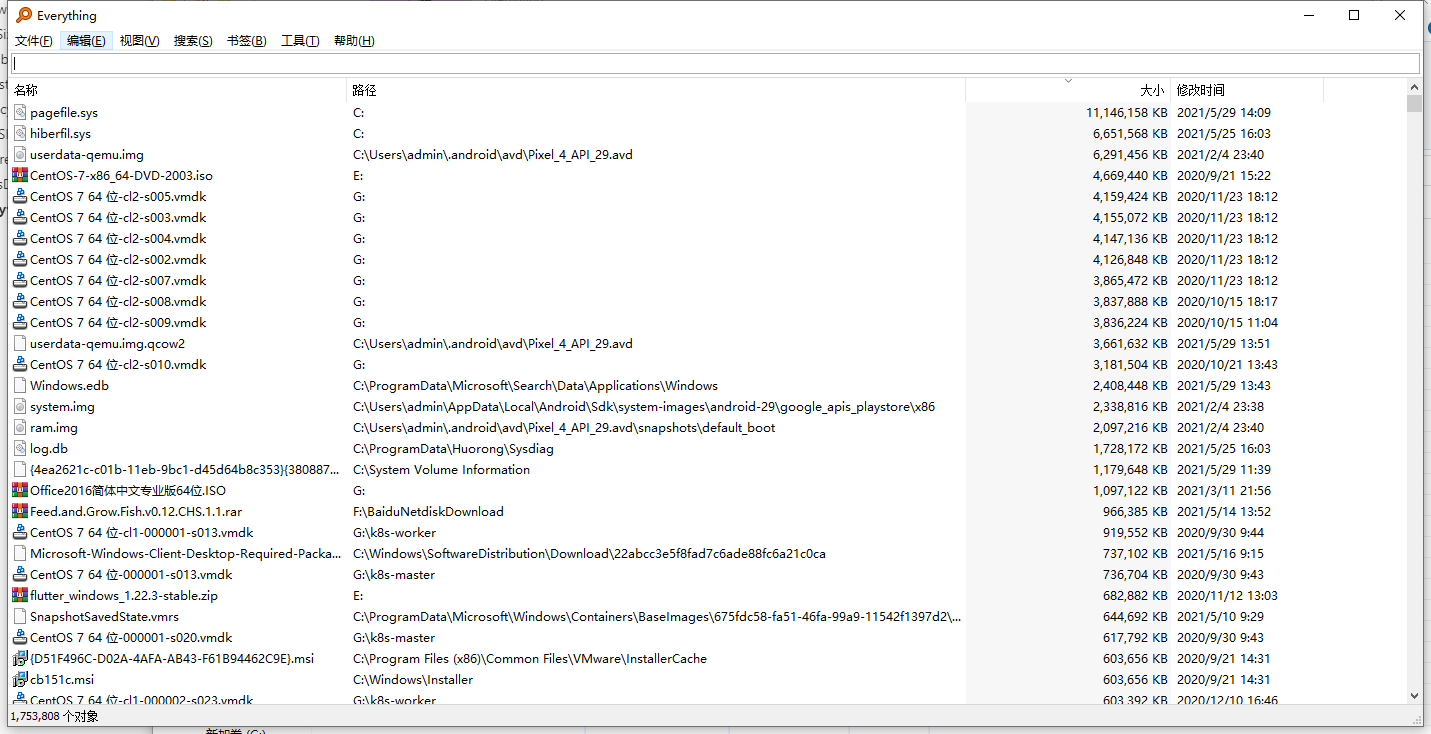 Everything
文件(F) 编辑(E) 视图(V) 搜索(S) 书签(B) 工具(T) 帮助(H)
名称 路径 大小 修改时间
pagefile.sys C: 11,146,158 KB 2021/5/29 14:09
hiberfil.sys C: 6,651,568 KB 2021/5/25 16:03
userdata-qemu.img C:\Users\admin\.android\avd\Pixel_4_API_29.avd 6,291,456 KB 2021/2/4 23:40
CentOS-7-x86_64-DVD-2003.iso E: 4,669,440 KB 2020/9/21 15:22
CentOS 7 64 位-cl2-s005.vmdk G: 4,159,424 KB 2020/11/23 18:12
CentOS 7 64 位-cl2-s003.vmdk G: 4,155,072 KB 2020/11/23 18:12
CentOS 7 64 位-cl2-s004.vmdk G: 4,147,136 KB 2020/11/23 18:12
CentOS 7 64 位-cl2-s002.vmdk G: 4,126,848 KB 2020/11/23 18:12
CentOS 7 64 位-cl2-s007.vmdk G: 3,865,472 KB 2020/11/23 18:12
CentOS 7 64 位-cl2-s008.vmdk G: 3,837,888 KB 2020/10/15 18:17
CentOS 7 64 位-cl2-s009.vmdk G: 3,836,224 KB 2020/10/15 11:04
userdata-qemu.img.qcow2 C:\Users\admin\.android\avd\Pixel_4_API_29.avd 3,661,632 KB 2021/5/29 13:51
CentOS 7 64 位-cl2-s010.vmdk G: 3,181,504 KB 2020/10/21 13:43
Windows.edb C:\ProgramData\Microsoft\Search\Data\Applications\Windows 2,408,448 KB 2021/5/29 13:43
system.img C:\Users\admin\AppData\Local\Android\Sdk\system-images\android-29\google_apis_playstore\x86 2,338,816 KB 2021/2/4 23:38
ram.img C:\Users\admin\.android\avd\Pixel_4_API_29.avd\snapshots\default_boot 2,097,216 KB 2021/2/4 23:40
log.db C:\ProgramData\Huorong\Sysdiag 1,728,172 KB 2021/5/25 16:03
{4ea2621c-c01b-11eb-9bc1-d45d64b8c353}{380887... C:\System Volume Information 1,179,648 KB 2021/5/29 11:39
Office2016简体中文专业版64位.ISO G: 1,097,122 KB 2021/3/11 21:56
Feed.and.Grow.Fish.v0.12.CHS.1.1.rar F:\BaiduNetdiskDownload 966,385 KB 2021/5/14 13:52
CentOS 7 64 位-cl1-000001-s013.vmdk G:\k8s-worker 919,552 KB 2020/9/30 9:44
Microsoft-Windows-Client-Desktop-Required-Packa... C:\Windows\SoftwareDistribution\Download\22abcc3e5f8fad7c6ade88fc6a21c0ca 737,102 KB 2021/5/16 9:15
CentOS 7 64 位-000001-s013.vmdk G:\k8s-master 736,704 KB 2020/9/30 9:43
flutter_windows_1.22.3-stable.zip E: 682,882 KB 2020/11/12 13:03
SnapshotSavedState.vmrs C:\ProgramData\Microsoft\Windows\Containers\BaseImages\675fdc58-fa51-46fa-99a9-11542f1397d2\... 644,692 KB 2021/5/10 9:29
CentOS 7 64 位-000001-s020.vmdk G:\k8s-master 617,792 KB 2020/9/30 9:43
{D51F496C-D02A-4AFA-AB43-F61B94462C9E}.msi C:\Program Files (x86)\Common Files\VMware\InstallerCache 603,656 KB 2020/9/21 14:31
cb151c.msi C:\Windows\Installer 603,656 KB 2020/9/21 14:31
CentOS 7 64 位-cl1-000002-s023.vmdk G:\k8s-worker 603,392 KB 2020/12/10 16:46
1,753,808 个对象